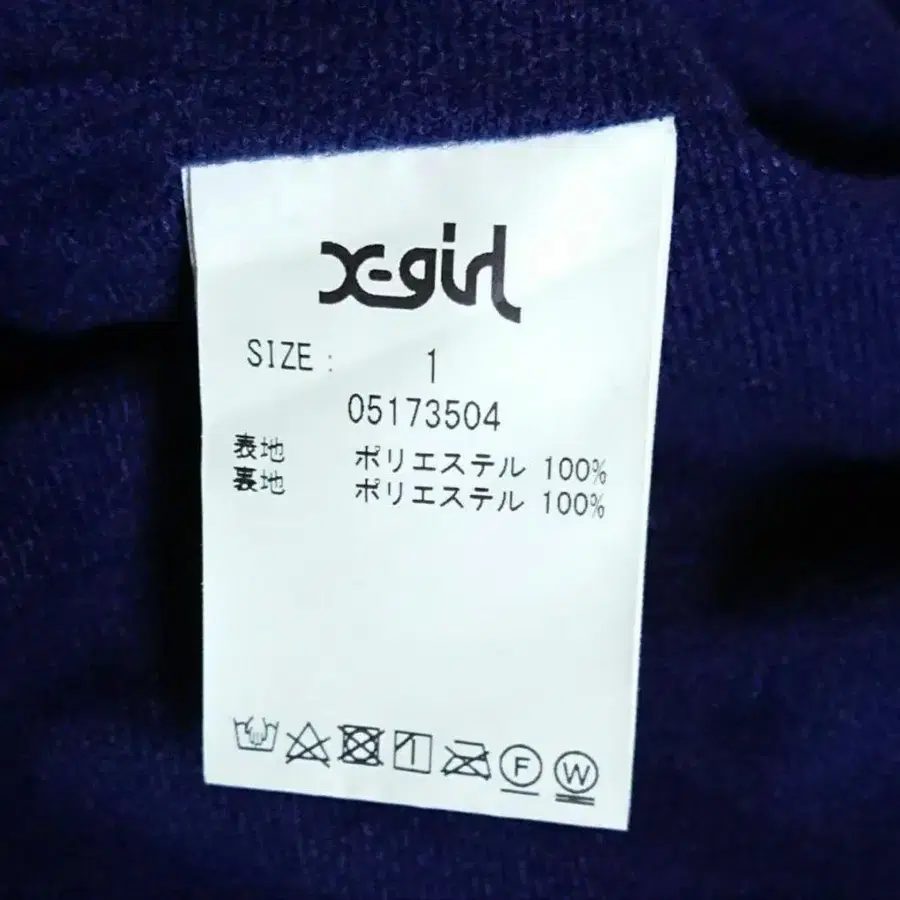 X-girl
SIZE : 1
05173504
表地 ポリエステル 100%
裏地 ポリエステル 100%
F W